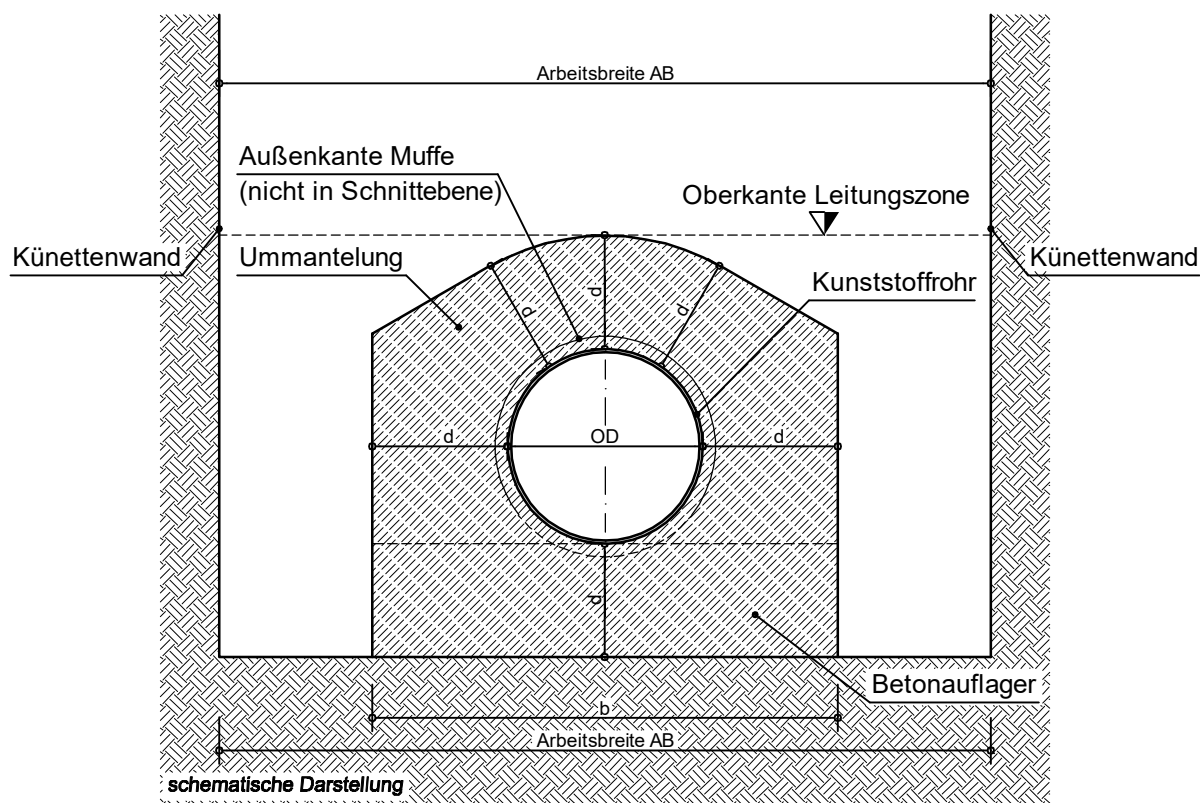 Arbeitsbreite AB
Außenkante Muffe
(nicht in Schnittebene)
Oberkante Leitungszone
Künettenwand
Ummantelung
Künettenwand
Kunststoffrohr
d
d
d
d
OD
d
d
Betonauflager
b
Arbeitsbreite AB
schematische Darstellung